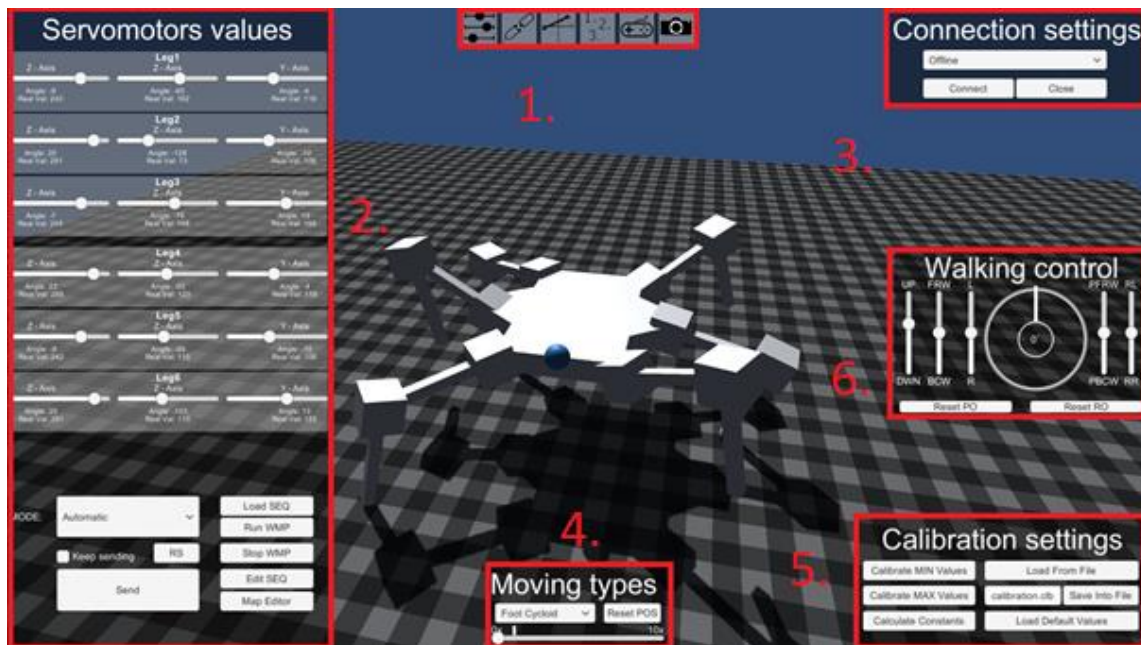 Servomotors values
Leg1
Z - Axis Z - Axis Y - Axis
Leg2
Z - Axis Z - Axis Y - Axis
Leg3
Z - Axis Z - Axis Y - Axis
Leg4
Z - Axis Z - Axis Y - Axis
Leg5
Z - Axis Z - Axis Y - Axis
Leg6
Z - Axis Z - Axis Y - Axis
MODE: Automatic
Keep sending... RS
Send
Load SEQ
Run WMP
Stop WMP
Edit SEQ
Map Editor
1.
2.
3.
4.
Moving types
Foot Cycloid Reset POS
0x 10x
Connection settings
Offline
Connect Close
Walking control
UP FRW L PFRW RL
0°
DWN BCW R PBCW RR
Reset PO Reset RO
6.
5.
Calibration settings
Calibrate MIN Values Load From File
Calibrate MAX Values calibration.clb Save Into File
Calculate Constants Load Default Values